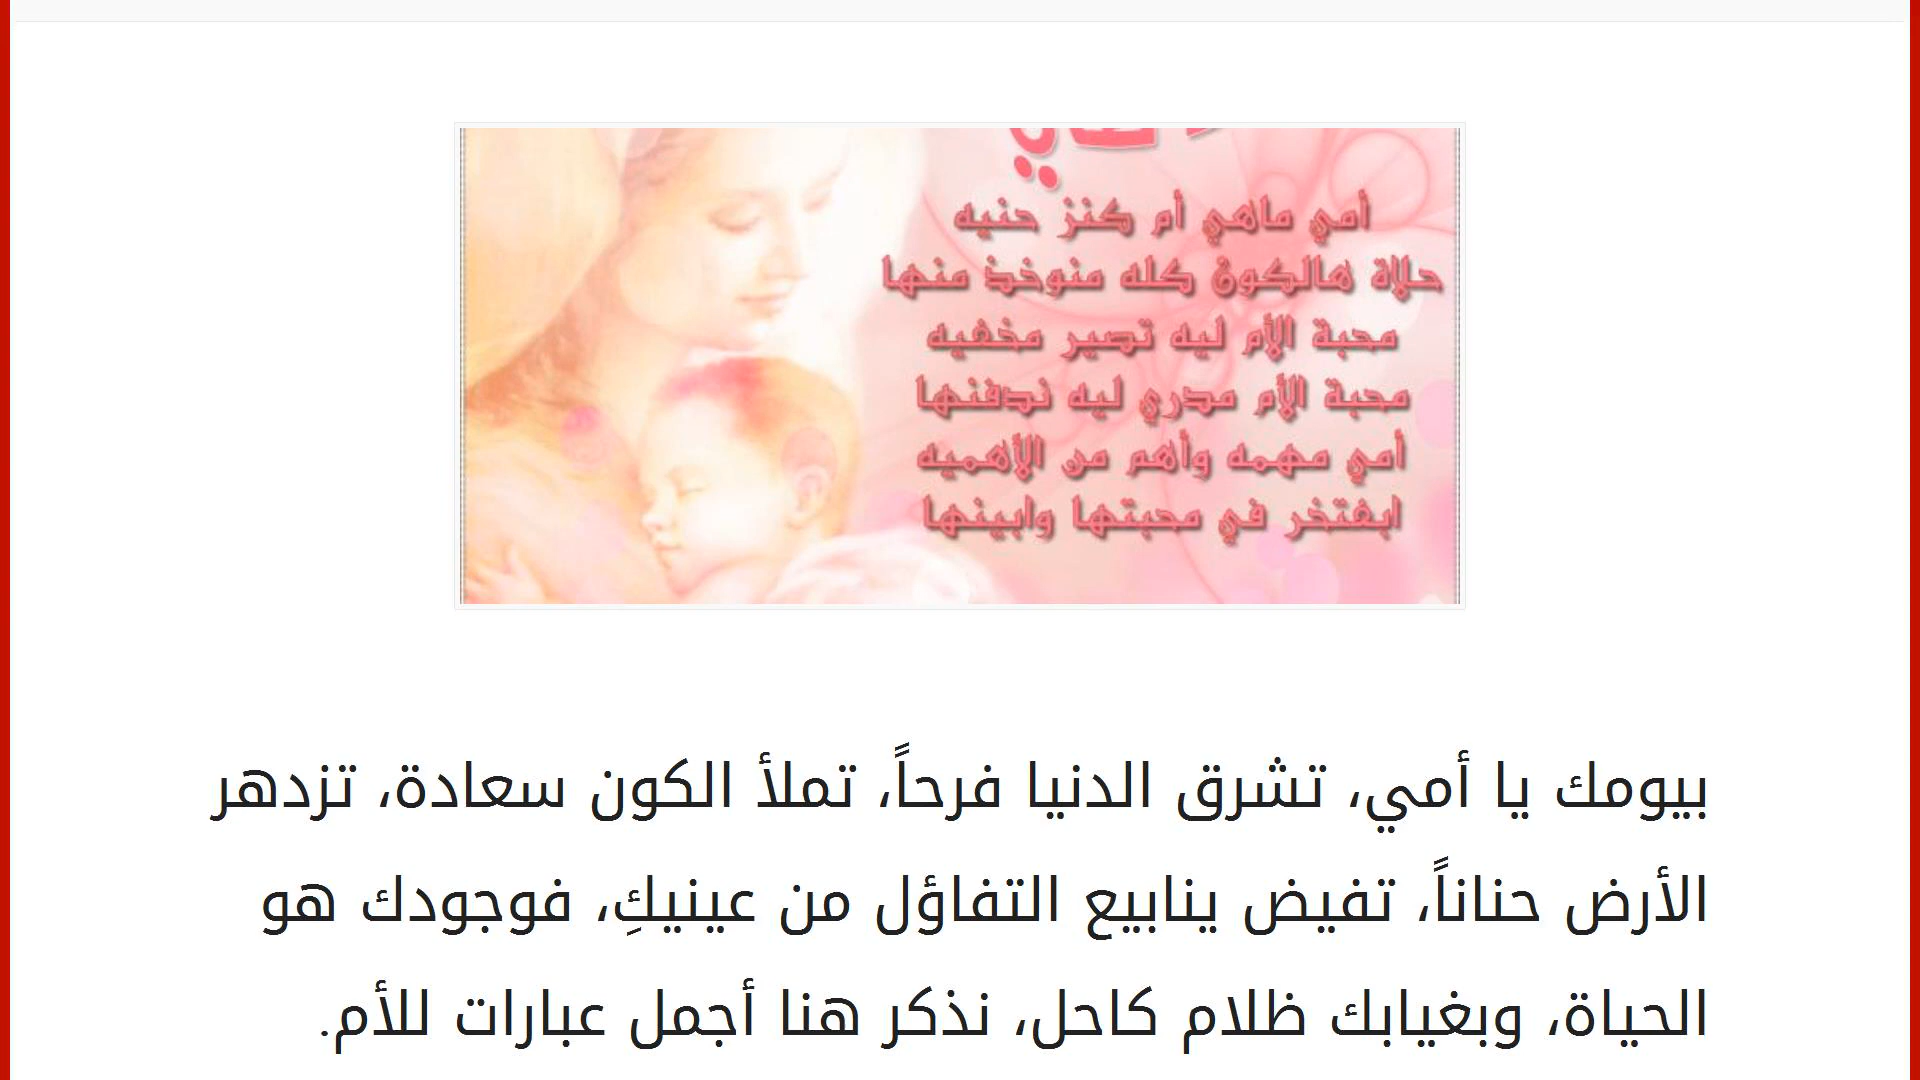 أمي ماهي أم كنز حنيه
حلاة هالكون كله منوخذ منها
محبة الأم ليه تصير مخفيه
محبة الأم مدري ليه ندفنها
أمي مهمه وأهم من الأهميه
ابفتخر في محبتها وابينها
بيومك يا أمي، تشرق الدنيا فرحاً، تملأ الكون سعادة، تزدهر
الأرض حناناً، تفيض ينابيع التفاؤل من عينيكِ، فوجودك هو
الحياة، وبغيابك ظلام كاحل، نذكر هنا أجمل عبارات للأم.